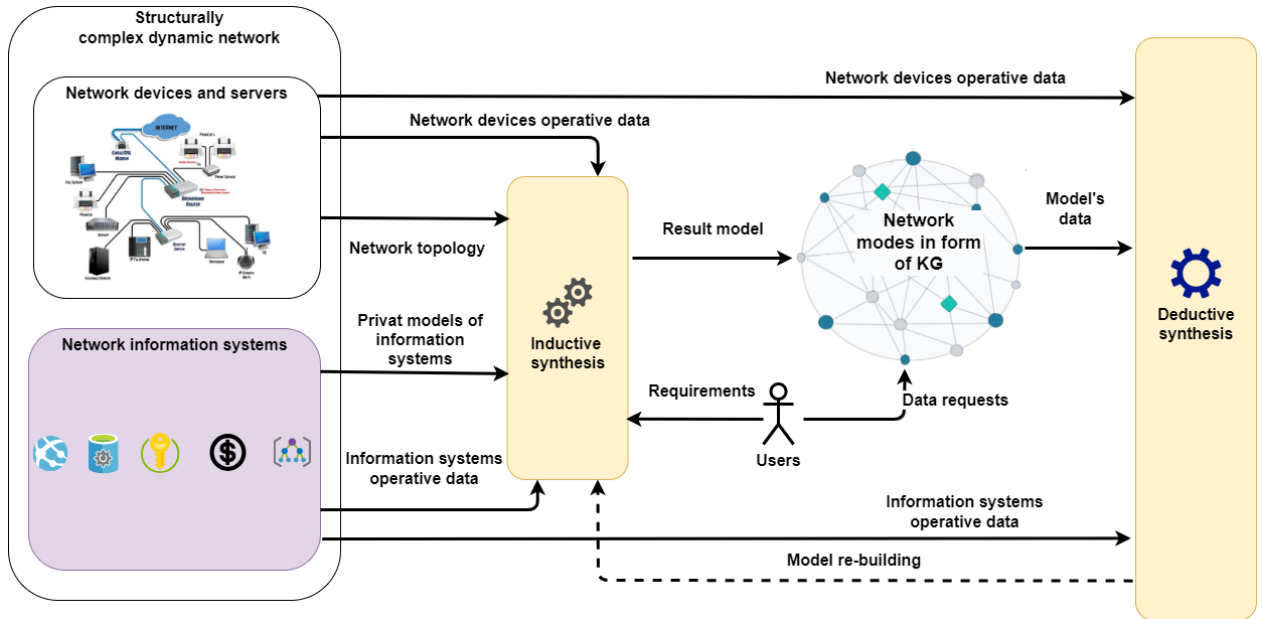 Structurally
complex dynamic network
Network devices and servers
INTERNET
Network devices operative data
Network devices operative data
Network topology
Network information systems
Privat models of
information
systems
Information systems
operative data
Inductive
synthesis
Result model
Network
modes in form
of KG
Model's
data
Requirements
Data requests
Users
Deductive
synthesis
Information systems
operative data
Model re-building